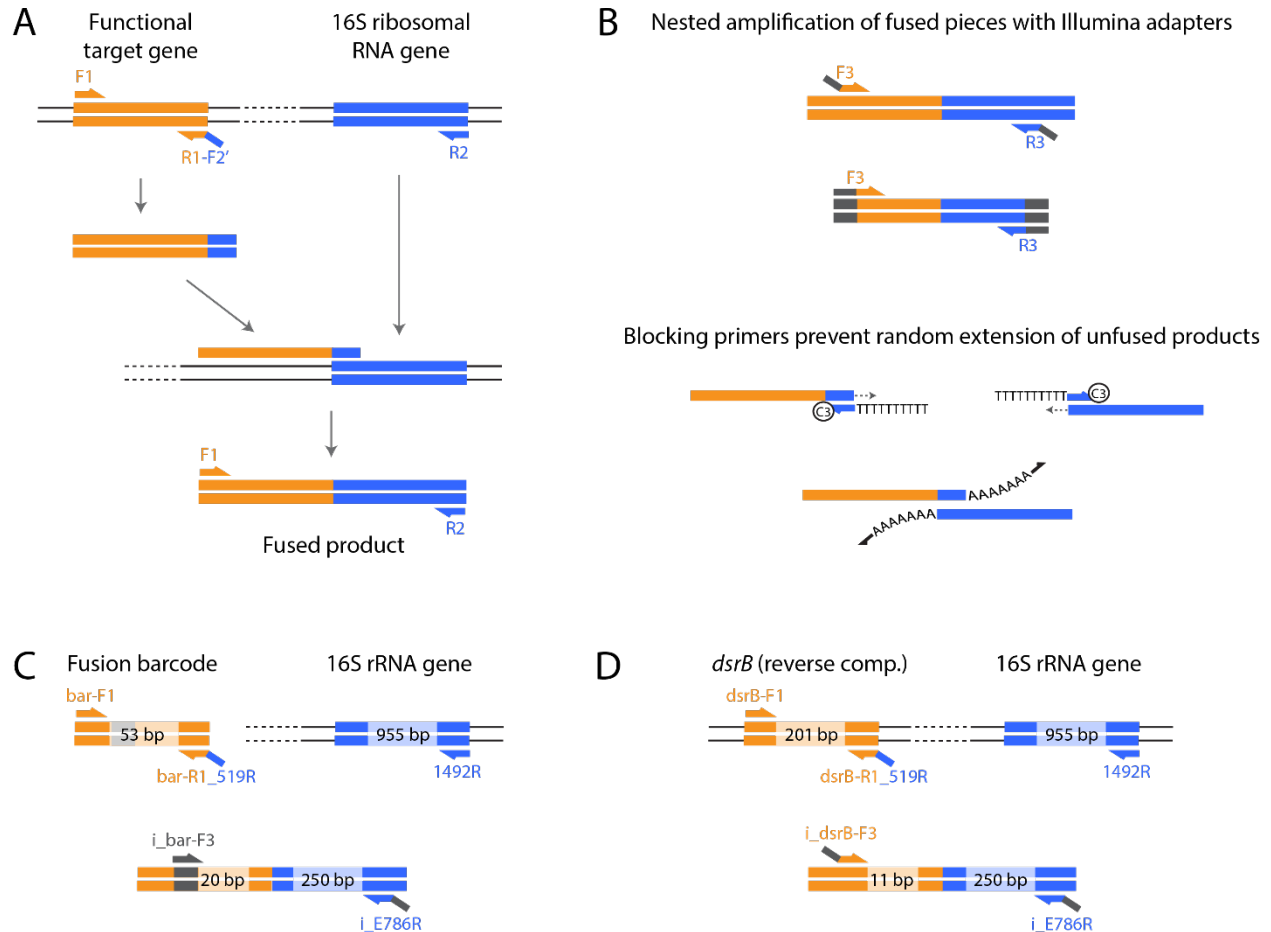 A
Functional
target gene
16S ribosomal
RNA gene
F1
R1-F2'
R2
F1
R2
Fused product
B
Nested amplification of fused pieces with Illumina adapters
F3
R3
F3
R3
Blocking primers prevent random extension of unfused products
C3
TTTTTTTTT
TTTTTTTTT
C3
AAAAAAA
AAAAAAA
C
Fusion barcode
16S rRNA gene
bar-F1
53 bp
955 bp
bar-R1_519R
1492R
i_bar-F3
20 bp
250 bp
i_E786R
D
dsrB (reverse comp.)
16S rRNA gene
dsrB-F1
201 bp
955 bp
dsrB-R1_519R
1492R
i_dsrB-F3
11 bp
250 bp
i_E786R